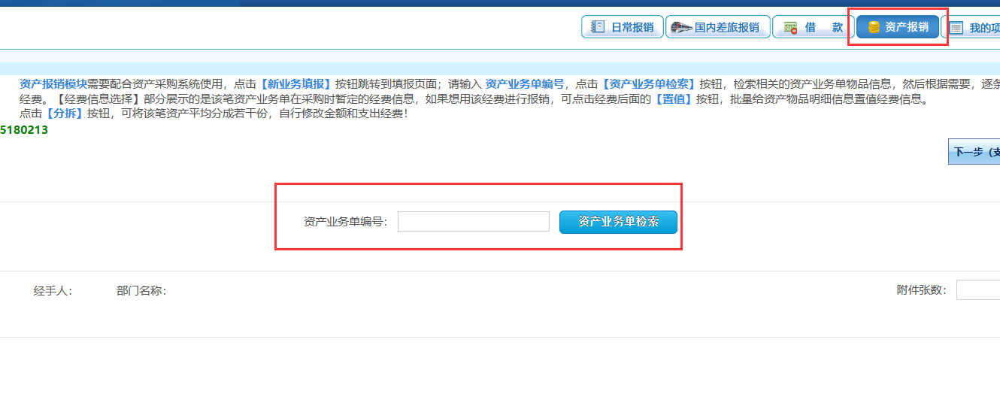 日常报销 国内差旅报销 借 款 资产报销 我的项
资产报销模块需要配合资产采购系统使用，点击【新业务填报】按钮跳转到填报页面；请输入 资产业务单编号，点击【资产业务单检索】按钮，检索相关的资产业务单物品信息，然后根据需要，逐条
经费。【经费信息选择】部分展示的是该笔资产业务单在采购时暂定的经费信息，如果想用该经费进行报销，可点击经费后面的【置值】按钮，批量给资产物品明细信息置值经费信息。
点击【分拆】按钮，可将该笔资产平均分成若干份，自行修改金额和支出经费！
5180213
下一步（支
资产业务单编号： 资产业务单检索
经手人： 部门名称： 附件张数：